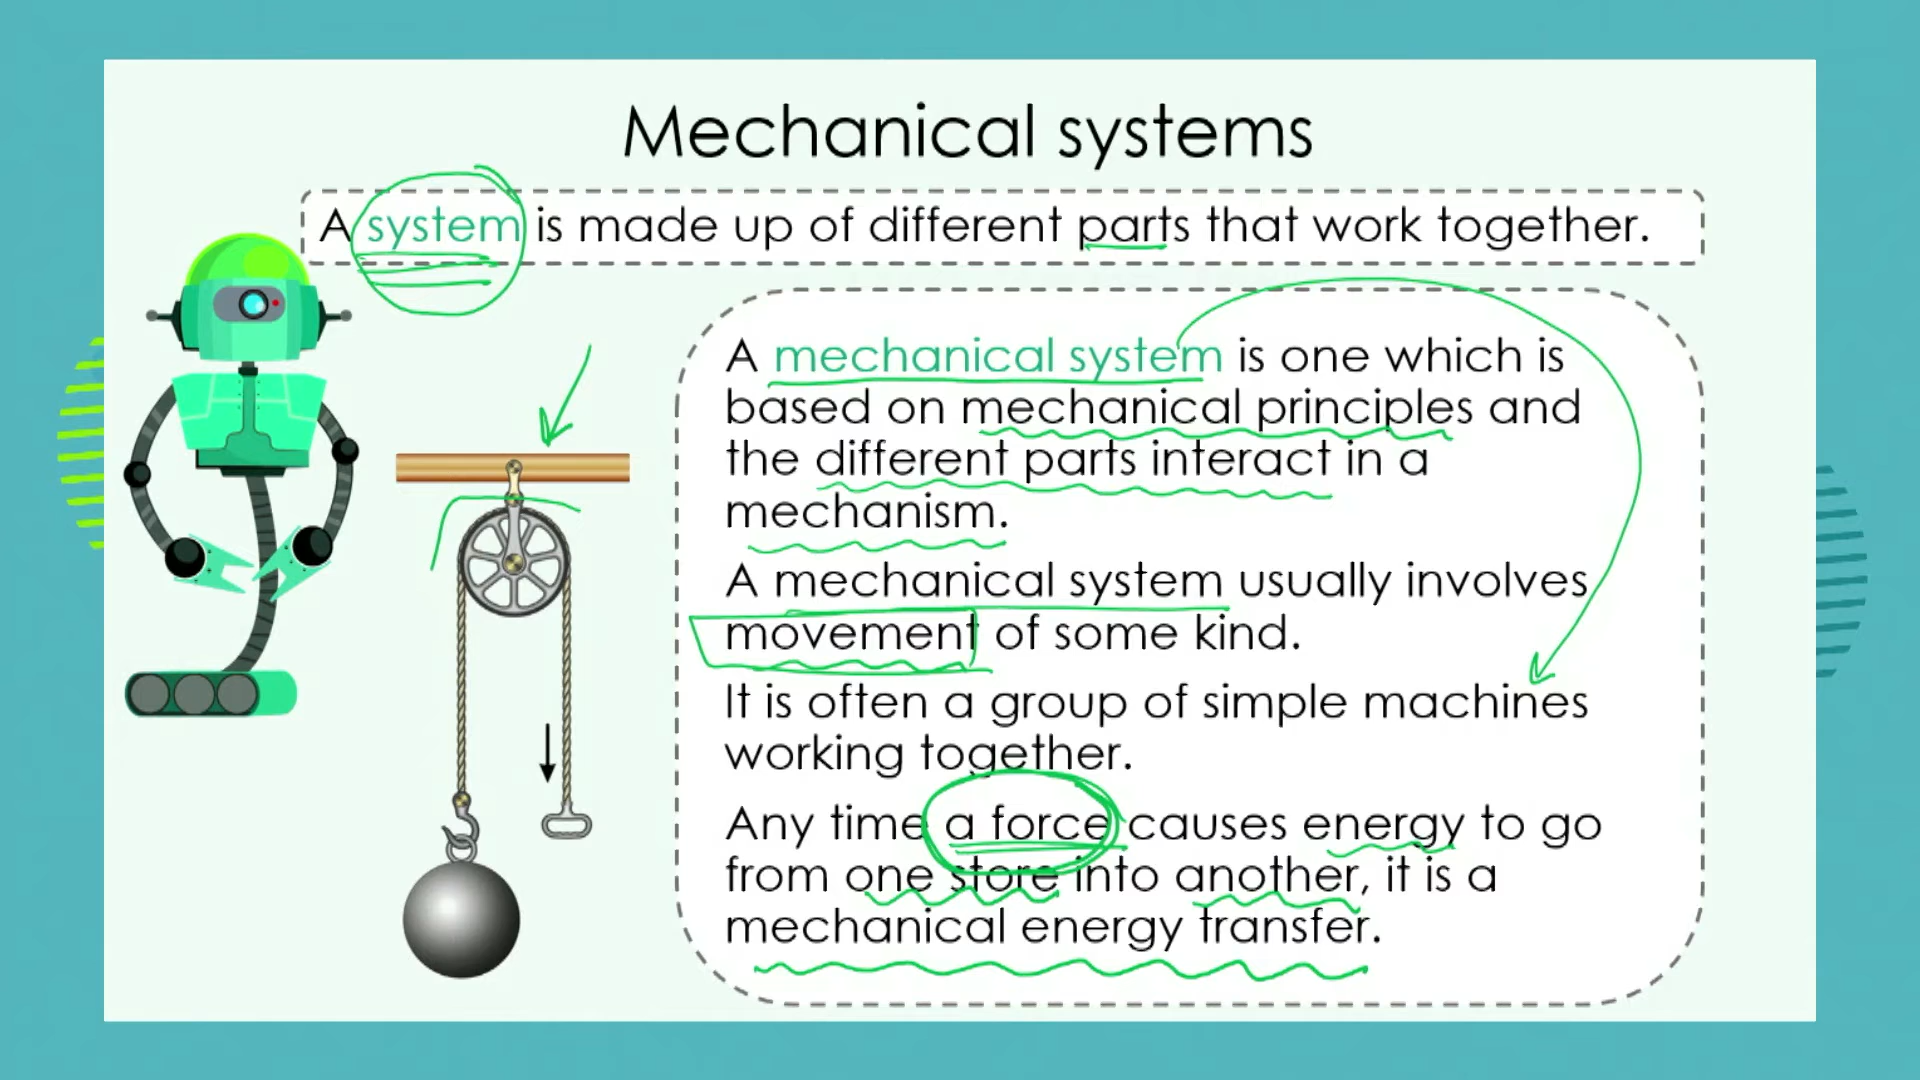 Mechanical systems
A system is made up of different parts that work together.
A mechanical system is one which is
based on mechanical principles and
the different parts interact in a
mechanism.
A mechanical system usually involves
movement of some kind.
It is often a group of simple machines
working together.
Any time a force causes energy to go
from one store into another, it is a
mechanical energy transfer.